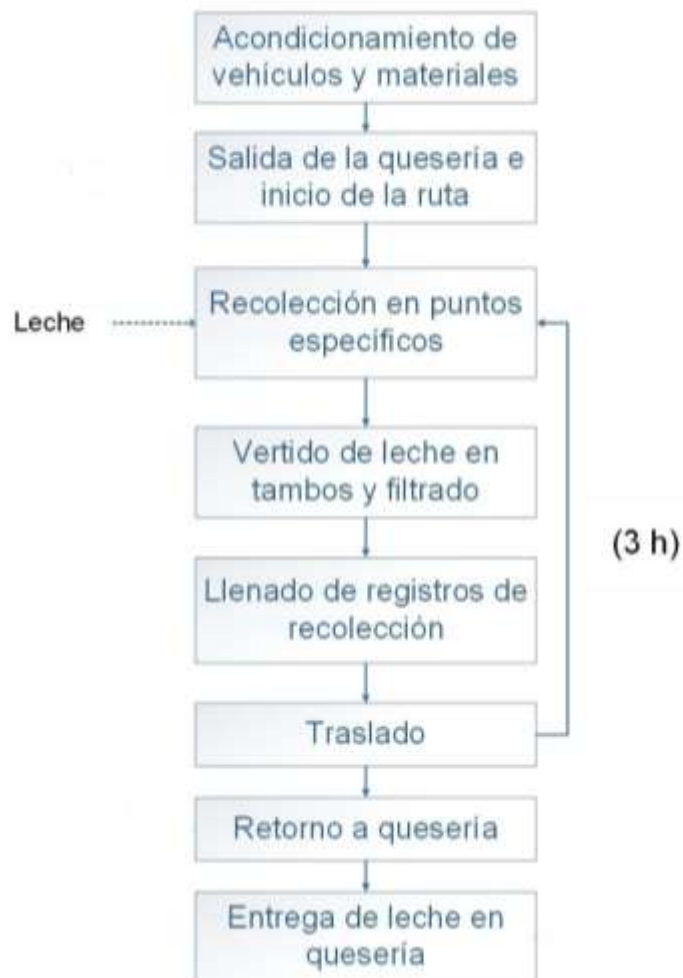 Acondicionamiento de
vehículos y materiales
Salida de la quesería e
inicio de la ruta
Leche
Recolección en puntos
específicos
Vertido de leche en
tambos y filtrado
(3 h)
Llenado de registros de
recolección
Traslado
Retorno a quesería
Entrega de leche en
quesería